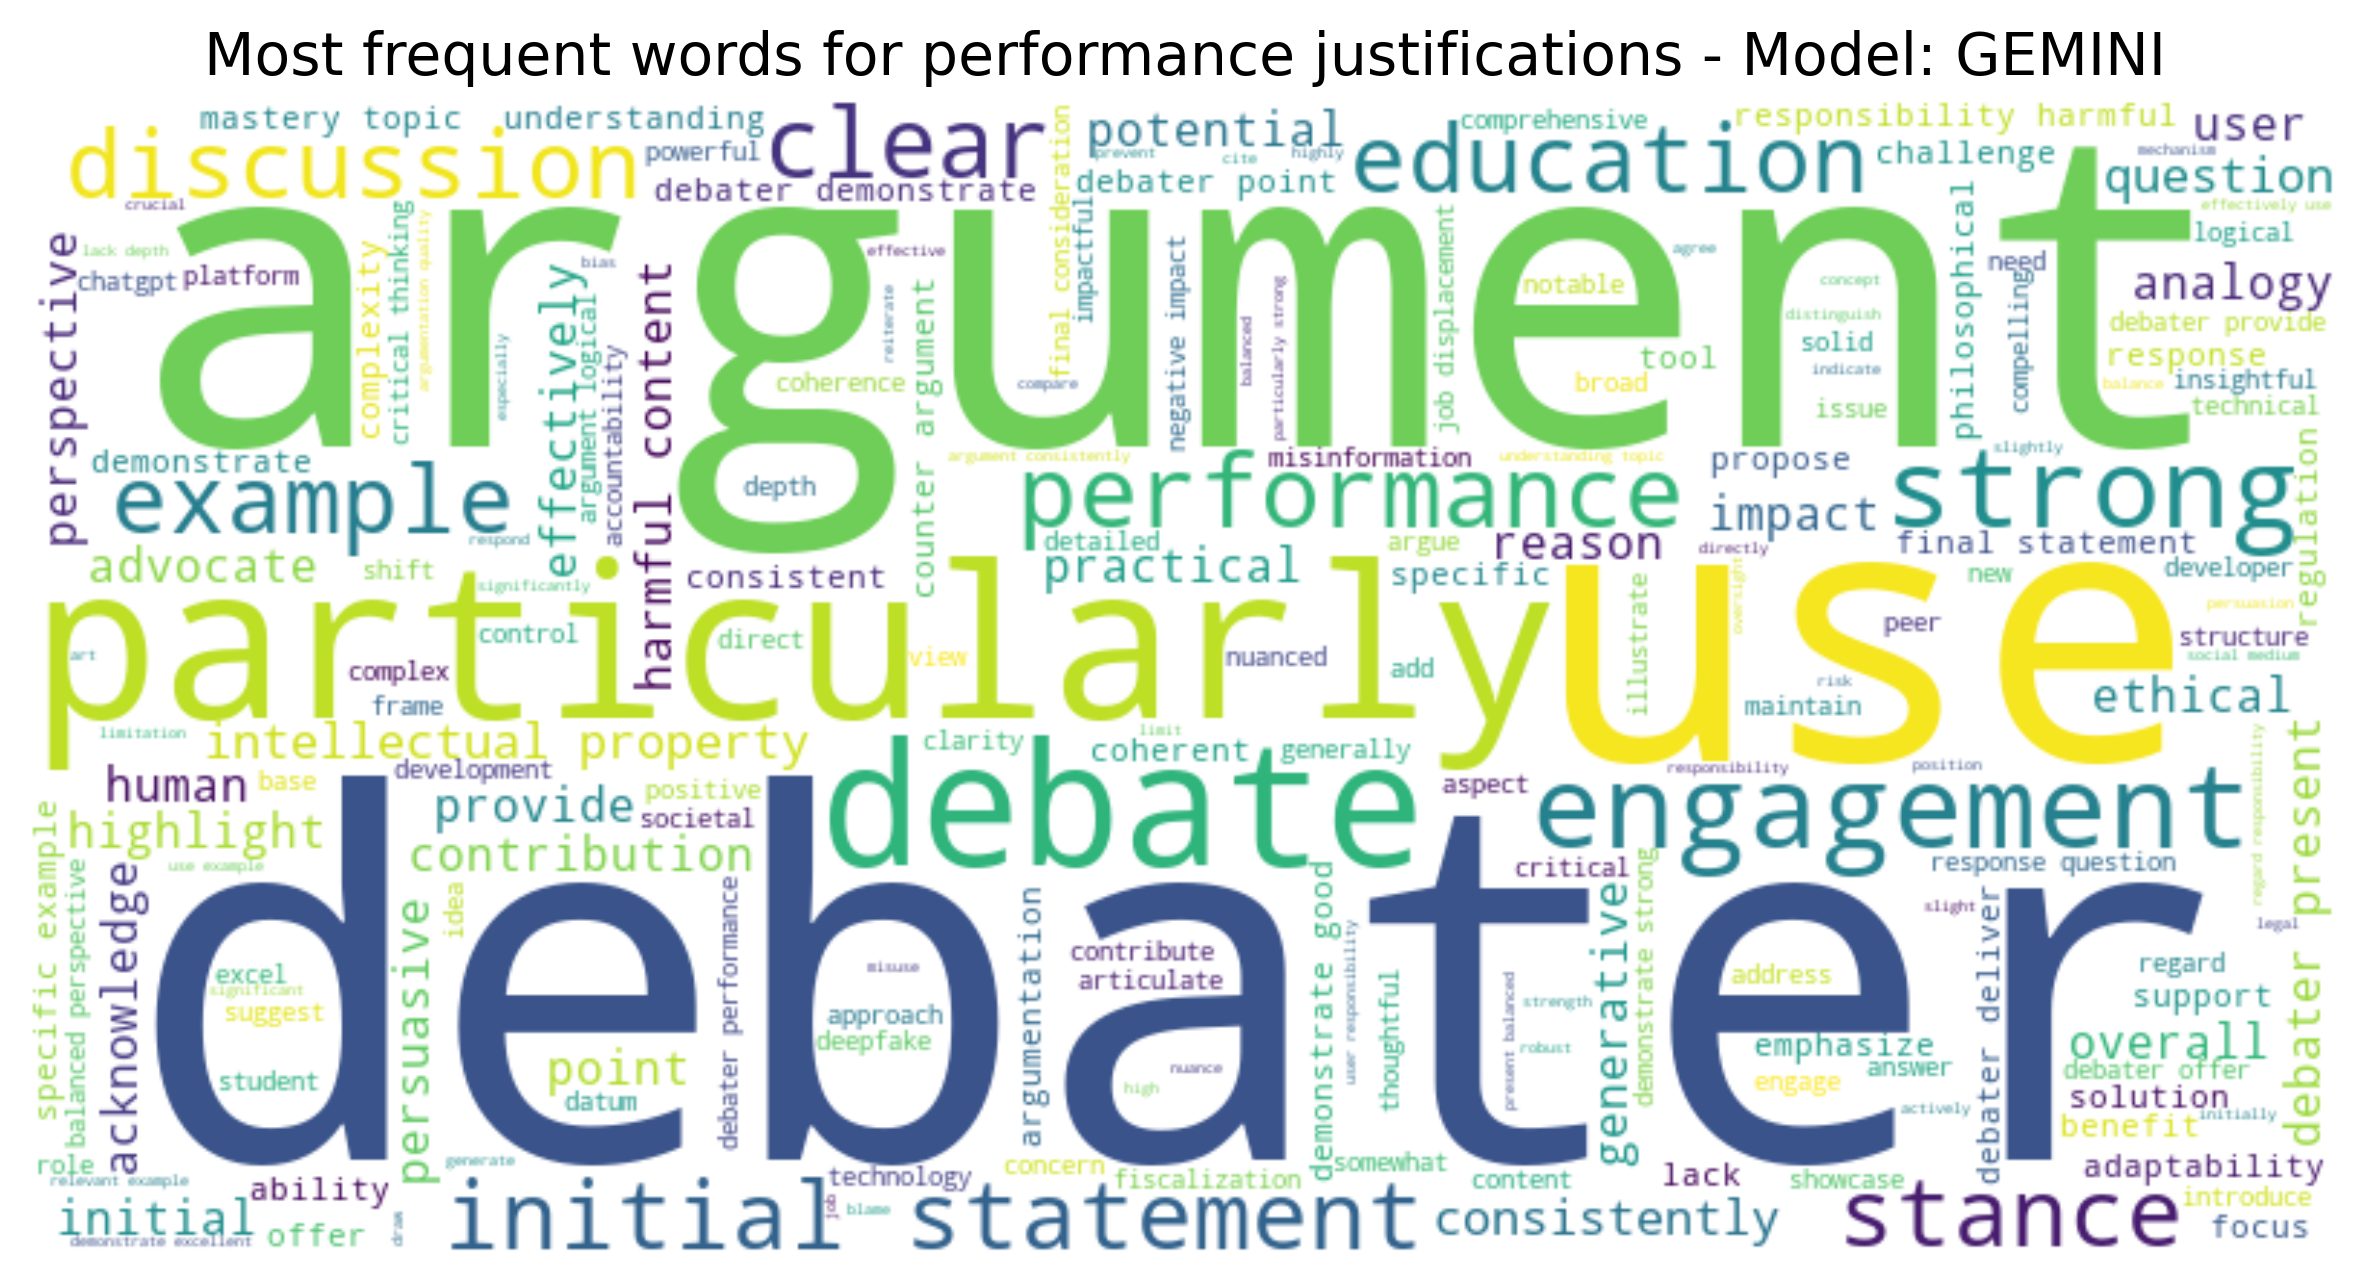 Most frequent words for performance justifications - Model: GEMINI
mastery topic
understanding
discussion
powerful
clear
debater demonstrate
potential
prevent
cite
highly
comprehensive
education
responsibility harmful
user
mechanism
challenge
question
debater point
effectively use
crucial
final consideration
impactful
argument
lack depth
chatgpt
platform
perspective
complexity
critical thinking
argumentation quality
especially
effectively
bias
argument logical
accountability
harmful content
effective
reiterate
counter argument
coherence
compare
negative impact
balanced
particularly strong
job displacement
agree
notable
concept
distinguish
tool
solid
broad
indicate
issue
philosophical
need
compelling
logical
analogy
debater provide
response
balance
insightful
technical
slightly
regulation
demonstrate
example
respond
depth
argument consistently
misinformation
understanding topic
performance
propose
impact
strong
detailed
argue
reason
directly
final statement
advocate
shift
significantly
consistent
practical
specific
new
developer
particularly
use
control
direct
view
nuanced
add
illustrate
oversight
peer
persuasion
structure
social medium
art
complex
frame
risk
maintain
ethical
limitation
intellectual property
clarity
coherent
limit
generally
human
base
development
positive
provide
societal
debate
aspect
responsibility
position
engagement
highlight
contribution
use example
critical
response question
regard responsibility
debater present
specific example
balanced perspective
acknowledge
debater
persuasive
idea
debater performance
argumentation
demonstrate good
user responsibility
thoughtful
generative
demonstrate strong
slight
debater deliver
legal
excel
significant
suggest
student
misuse
approach
deepfake
point
datum
contribute
articulate
nuance
high
present balanced
strength
robust
address
emphasize
engage
answer
actively
regard
support
overall
debater offer
solution
benefit
initially
role
relevant example
generate
ability
technology
concern
fiscalization
somewhat
content
lack
showcase
adaptability
introduce
initial
demonstrate excellent
offer
draw
initial statement
job
blame
consistently
stance
focus